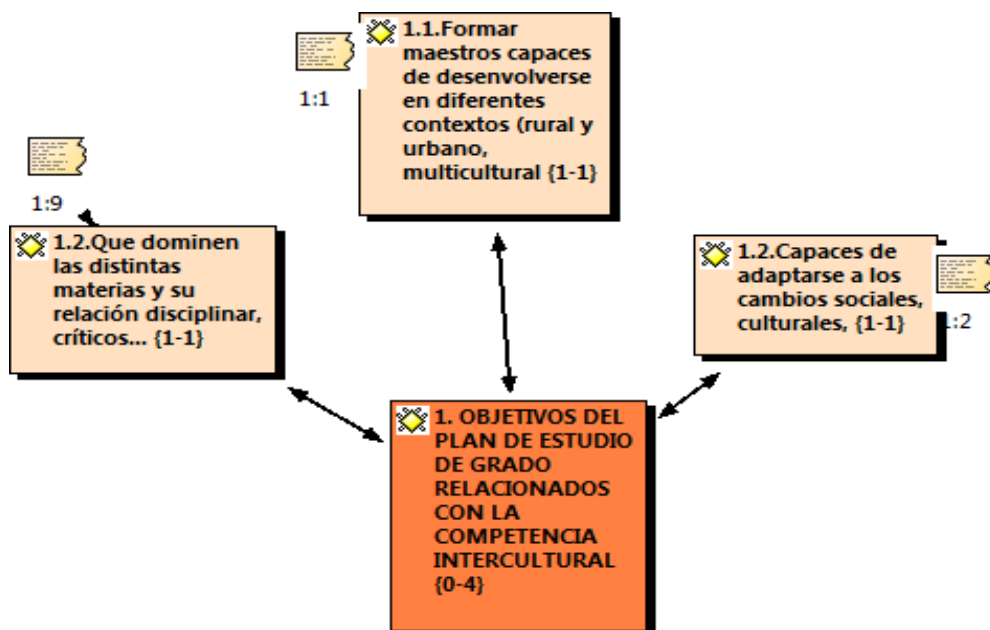 1.1.Formar
maestros capaces
de desenvolverse
en diferentes
contextos (rural y
urbano,
multicultural {1-1}
1:1
1:9
1.2.Que dominen
las distintas
materias y su
relación disciplinar,
críticos... {1-1}
1.2.Capaces de
adaptarse a los
cambios sociales,
culturales, {1-1}
1:2
1. OBJETIVOS DEL
PLAN DE ESTUDIO
DE GRADO
RELACIONADOS
CON LA
COMPETENCIA
INTERCULTURAL
{0-4}